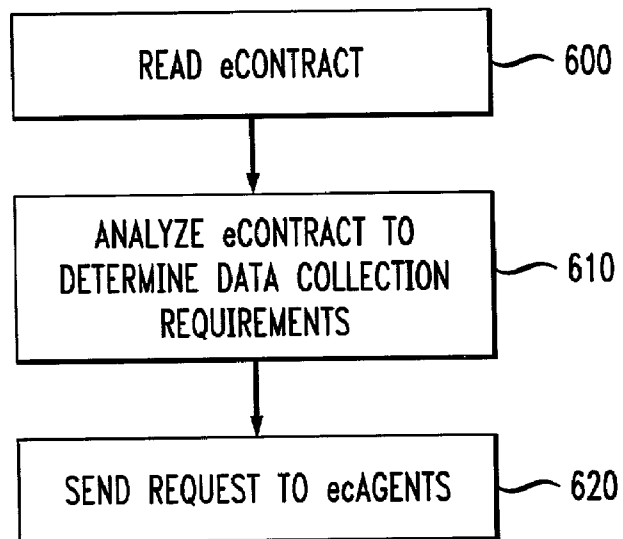 READ eCONTRACT
600
ANALYZE eCONTRACT TO
DETERMINE DATA COLLECTION
REQUIREMENTS
610
SEND REQUEST TO ecAGENTS
620